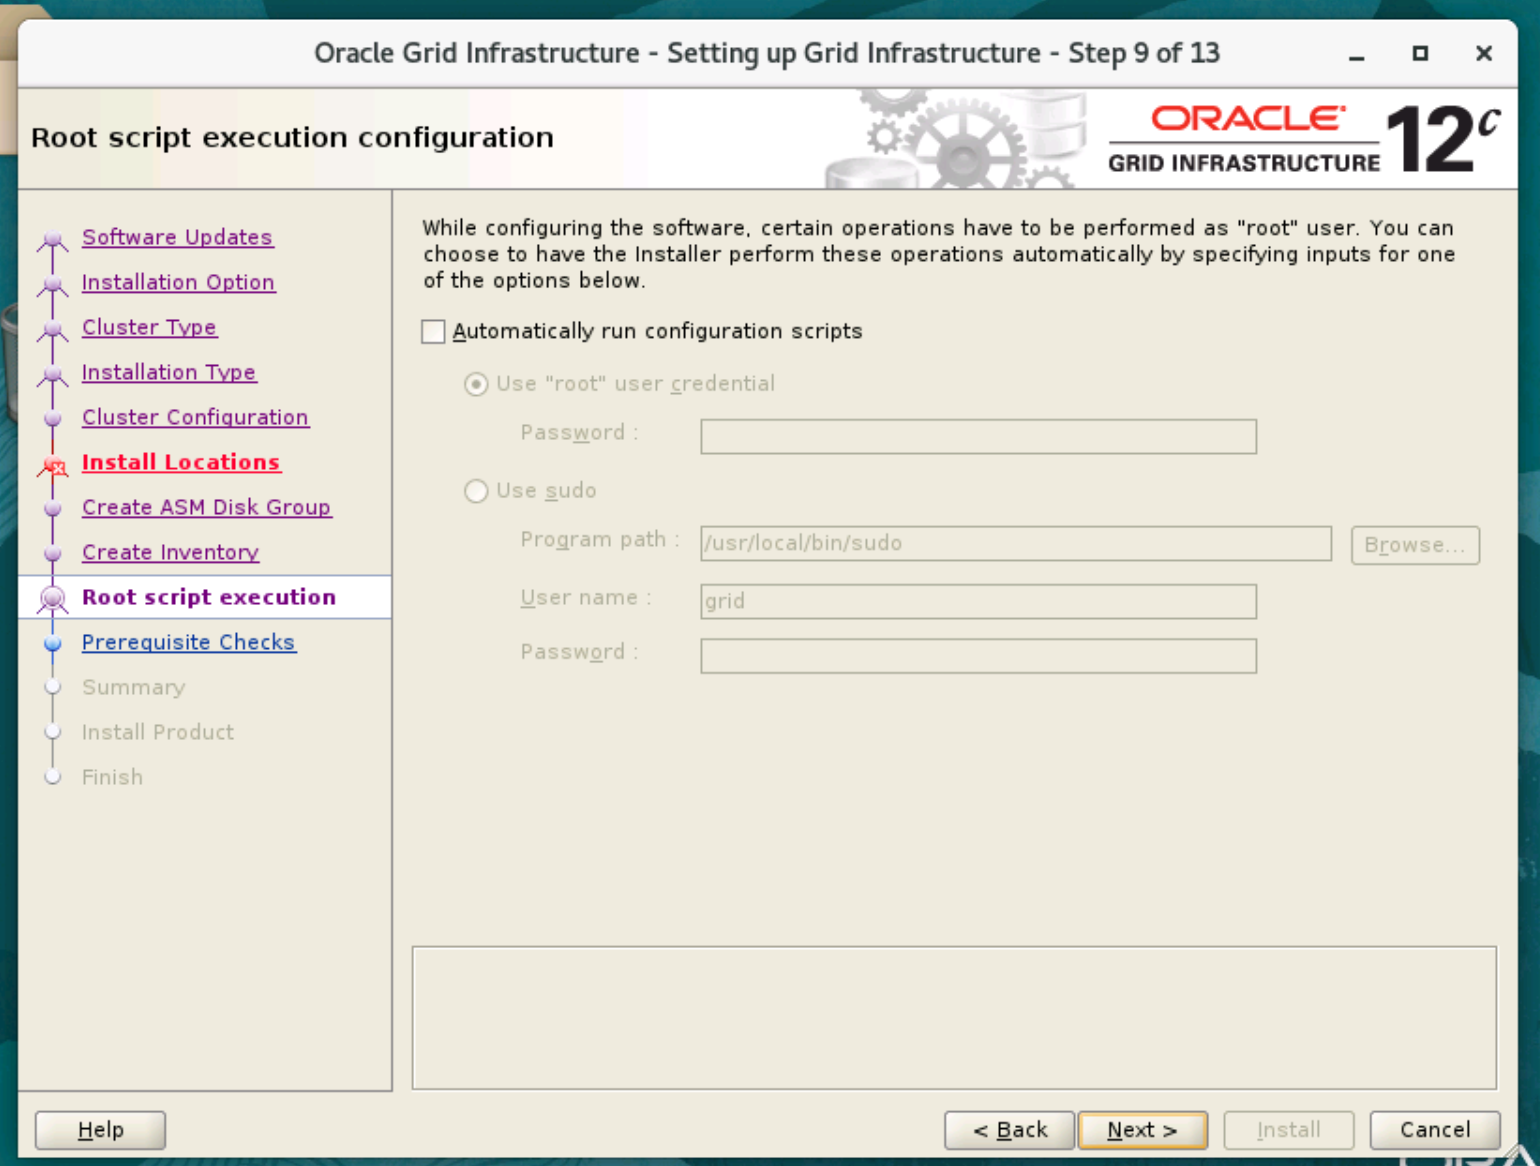 Oracle Grid Infrastructure - Setting up Grid Infrastructure - Step 9 of 13
Root script execution configuration
ORACLE
GRID INFRASTRUCTURE
12c
Software Updates
Installation Option
Cluster Type
Installation Type
Cluster Configuration
Install Locations
Create ASM Disk Group
Create Inventory
Root script execution
Prerequisite Checks
Summary
Install Product
Finish
While configuring the software, certain operations have to be performed as "root" user. You can
choose to have the Installer perform these operations automatically by specifying inputs for one
of the options below.
Automatically run configuration scripts
Use "root" user credential
Password :
Use sudo
Program path : /usr/local/bin/sudo Browse...
User name : grid
Password :
Help
< Back
Next >
Install
Cancel